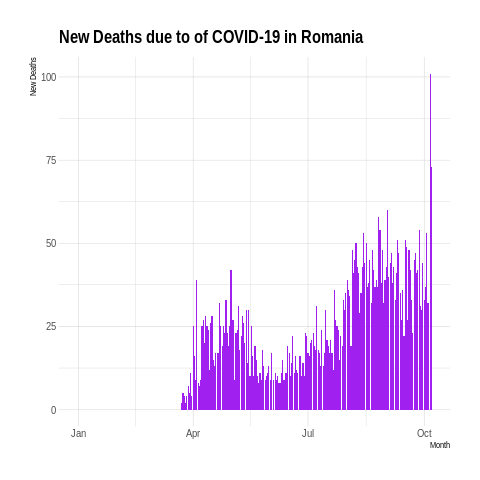 New Deaths due to of COVID-19 in Romania
New Deaths
100
75
50
25
0
Jan Apr Jul Oct
Month